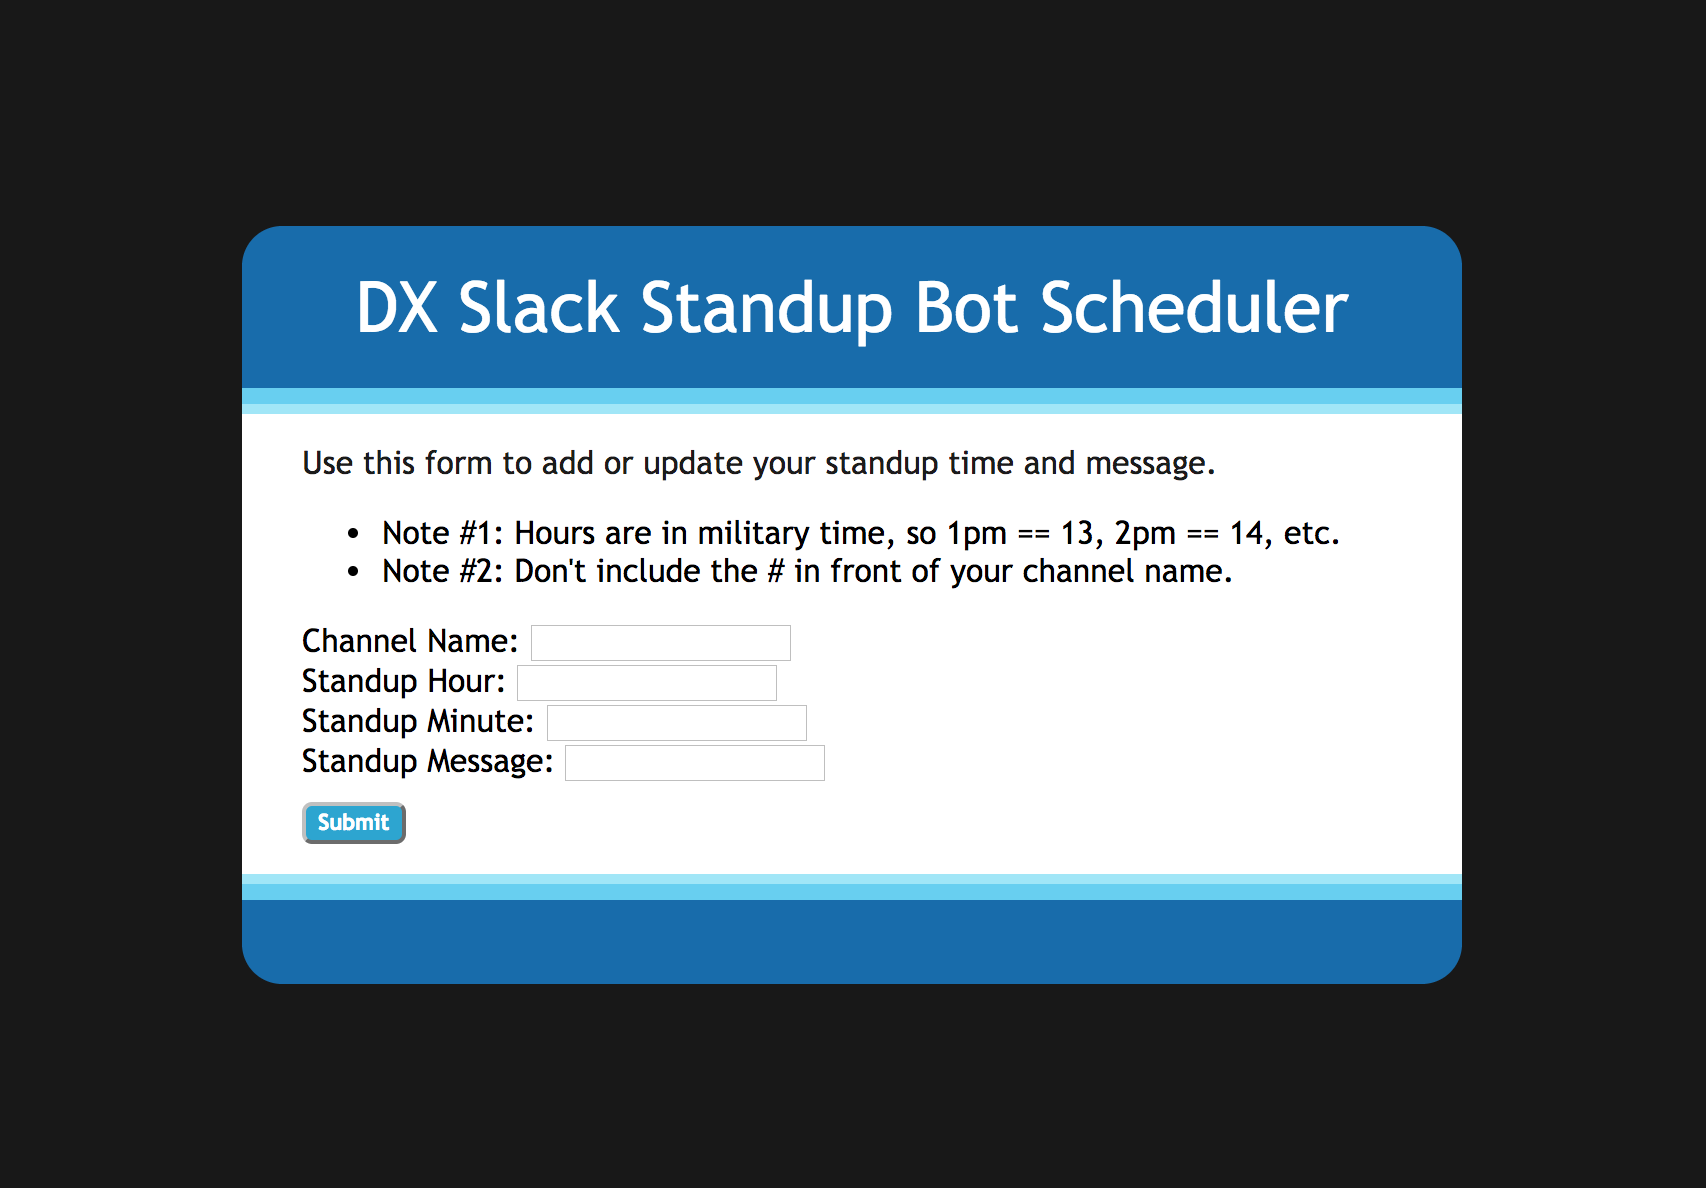 DX Slack Standup Bot Scheduler
Use this form to add or update your standup time and message.
• Note #1: Hours are in military time, so 1pm == 13, 2pm == 14, etc.
• Note #2: Don't include the # in front of your channel name.
Channel Name:
Standup Hour:
Standup Minute:
Standup Message:
Submit